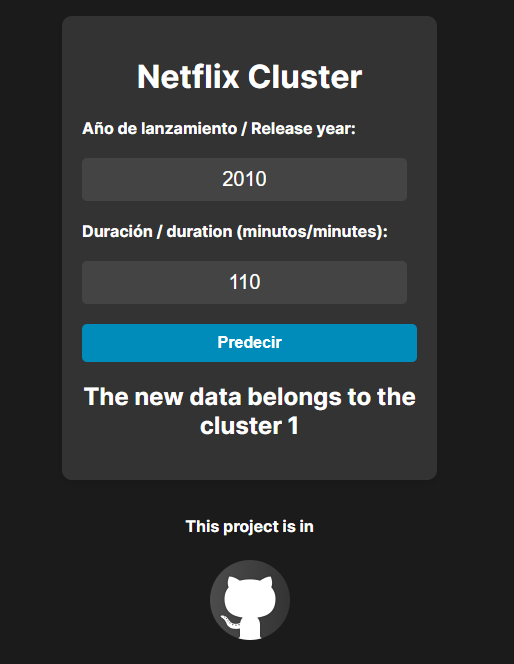 Netflix Cluster
Año de lanzamiento / Release year:
2010
Duración / duration (minutos/minutes):
110
Predecir
The new data belongs to the
cluster 1
This project is in